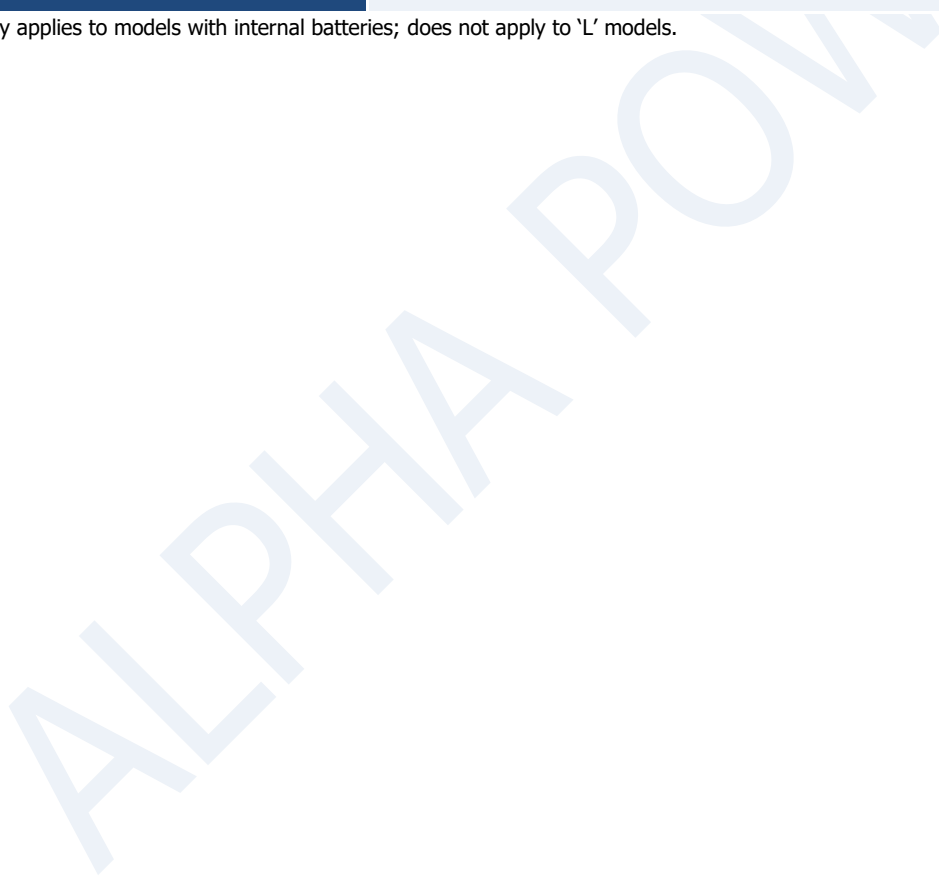 y applies to models with internal batteries; does not apply to ‘L’ models.
ALPHA POW